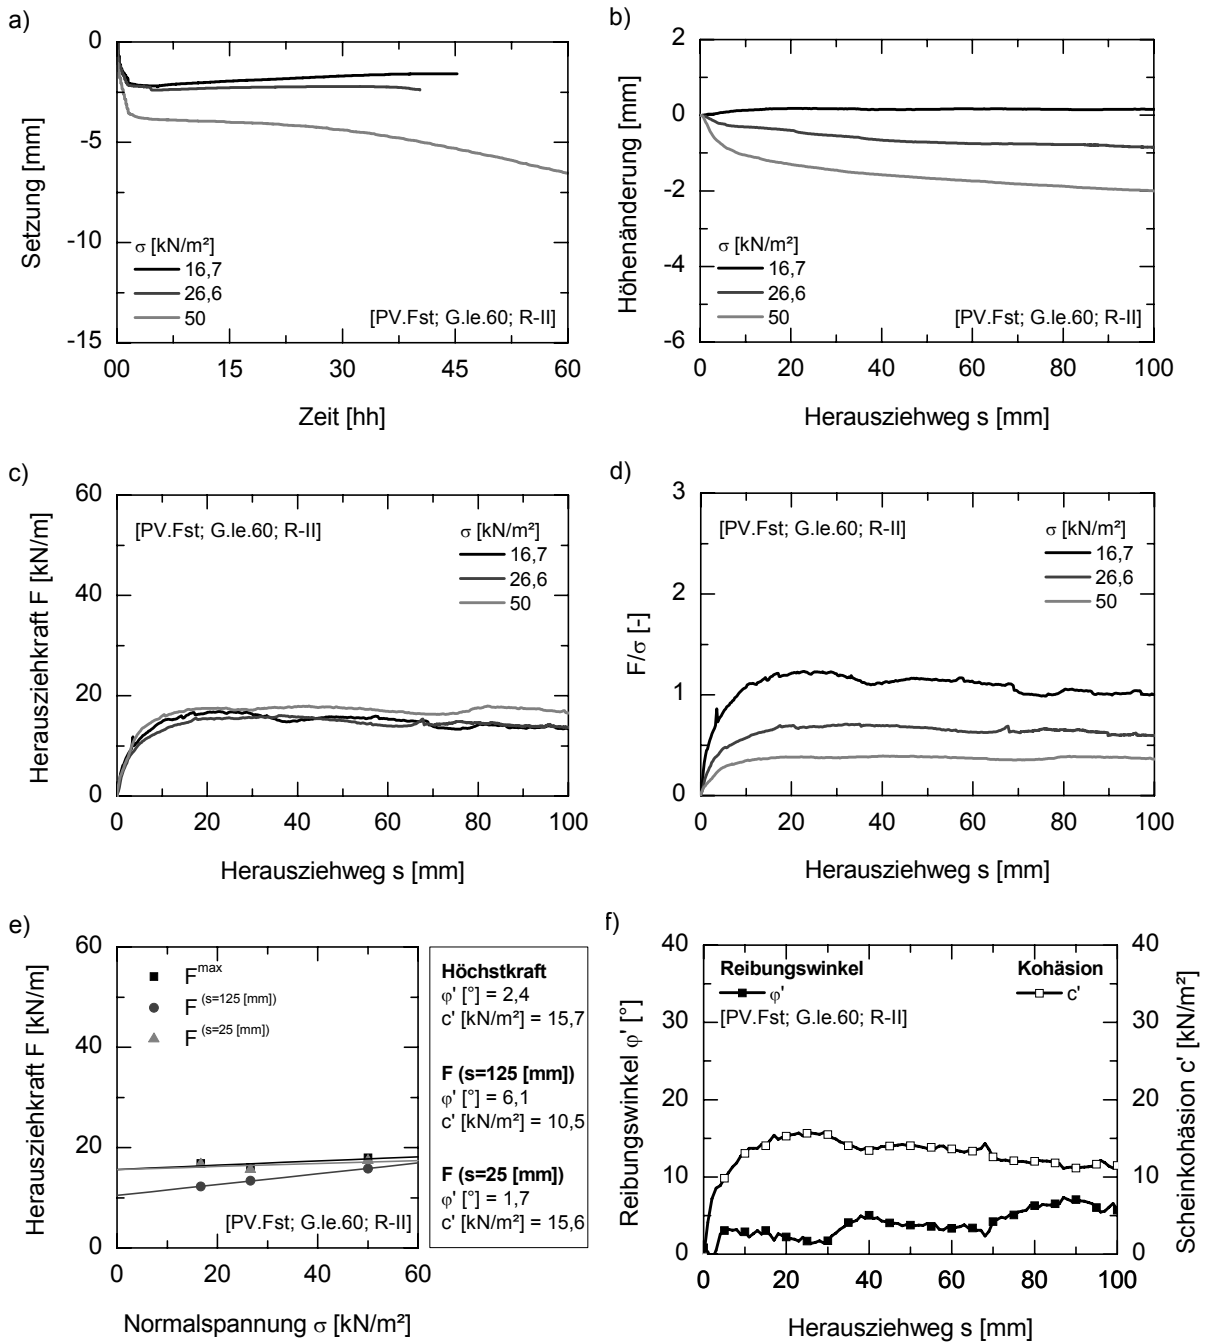 a)
0
-5
-10
-15
Setzung [mm]
σ [kN/m²]
16,7
26,6
50
[PV.Fst; G.le.60; R-II]
00
15
30
45
60
Zeit [hh]
b)
2
0
-2
-4
-6
Höhenänderung [mm]
σ [kN/m²]
16,7
26,6
50
[PV.Fst; G.le.60; R-II]
0
20
40
60
80
100
Herausziehweg s [mm]
c)
60
40
20
0
Herausziehkraft F [kN/m]
[PV.Fst; G.le.60; R-II]
σ [kN/m²]
16,7
26,6
50
0
20
40
60
80
100
Herausziehweg s [mm]
d)
3
2
1
0
F/σ [-]
[PV.Fst; G.le.60; R-II]
σ [kN/m²]
16,7
26,6
50
0
20
40
60
80
100
Herausziehweg s [mm]
e)
60
40
20
0
Herausziehkraft F [kN/m]
F max
F (s=125 [mm])
F (s=25 [mm])
[PV.Fst; G.le.60; R-II]
0
20
40
60
Normalspannung σ [kN/m²]
Höchstkraft
φ' [°] = 2,4
c' [kN/m²] = 15,7
F (s=125 [mm])
φ' [°] = 6,1
c' [kN/m²] = 10,5
F (s=25 [mm])
φ' [°] = 1,7
c' [kN/m²] = 15,6
f)
40
30
20
10
0
Reibungswinkel φ' [°]
Reibungswinkel
φ'
[PV.Fst; G.le.60; R-II]
Kohäsion
c'
40
30
20
10
0
Scheinkohäsion c' [kN/m²]
0
20
40
60
80
100
Herausziehweg s [mm]